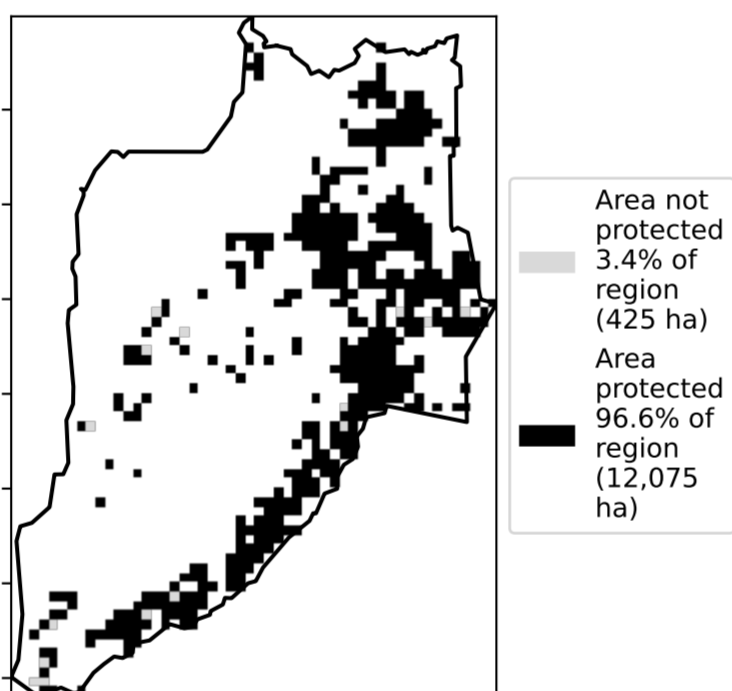 Area not
protected
3.4% of
region
(425 ha)
Area
protected
96.6% of
region
(12,075
ha)